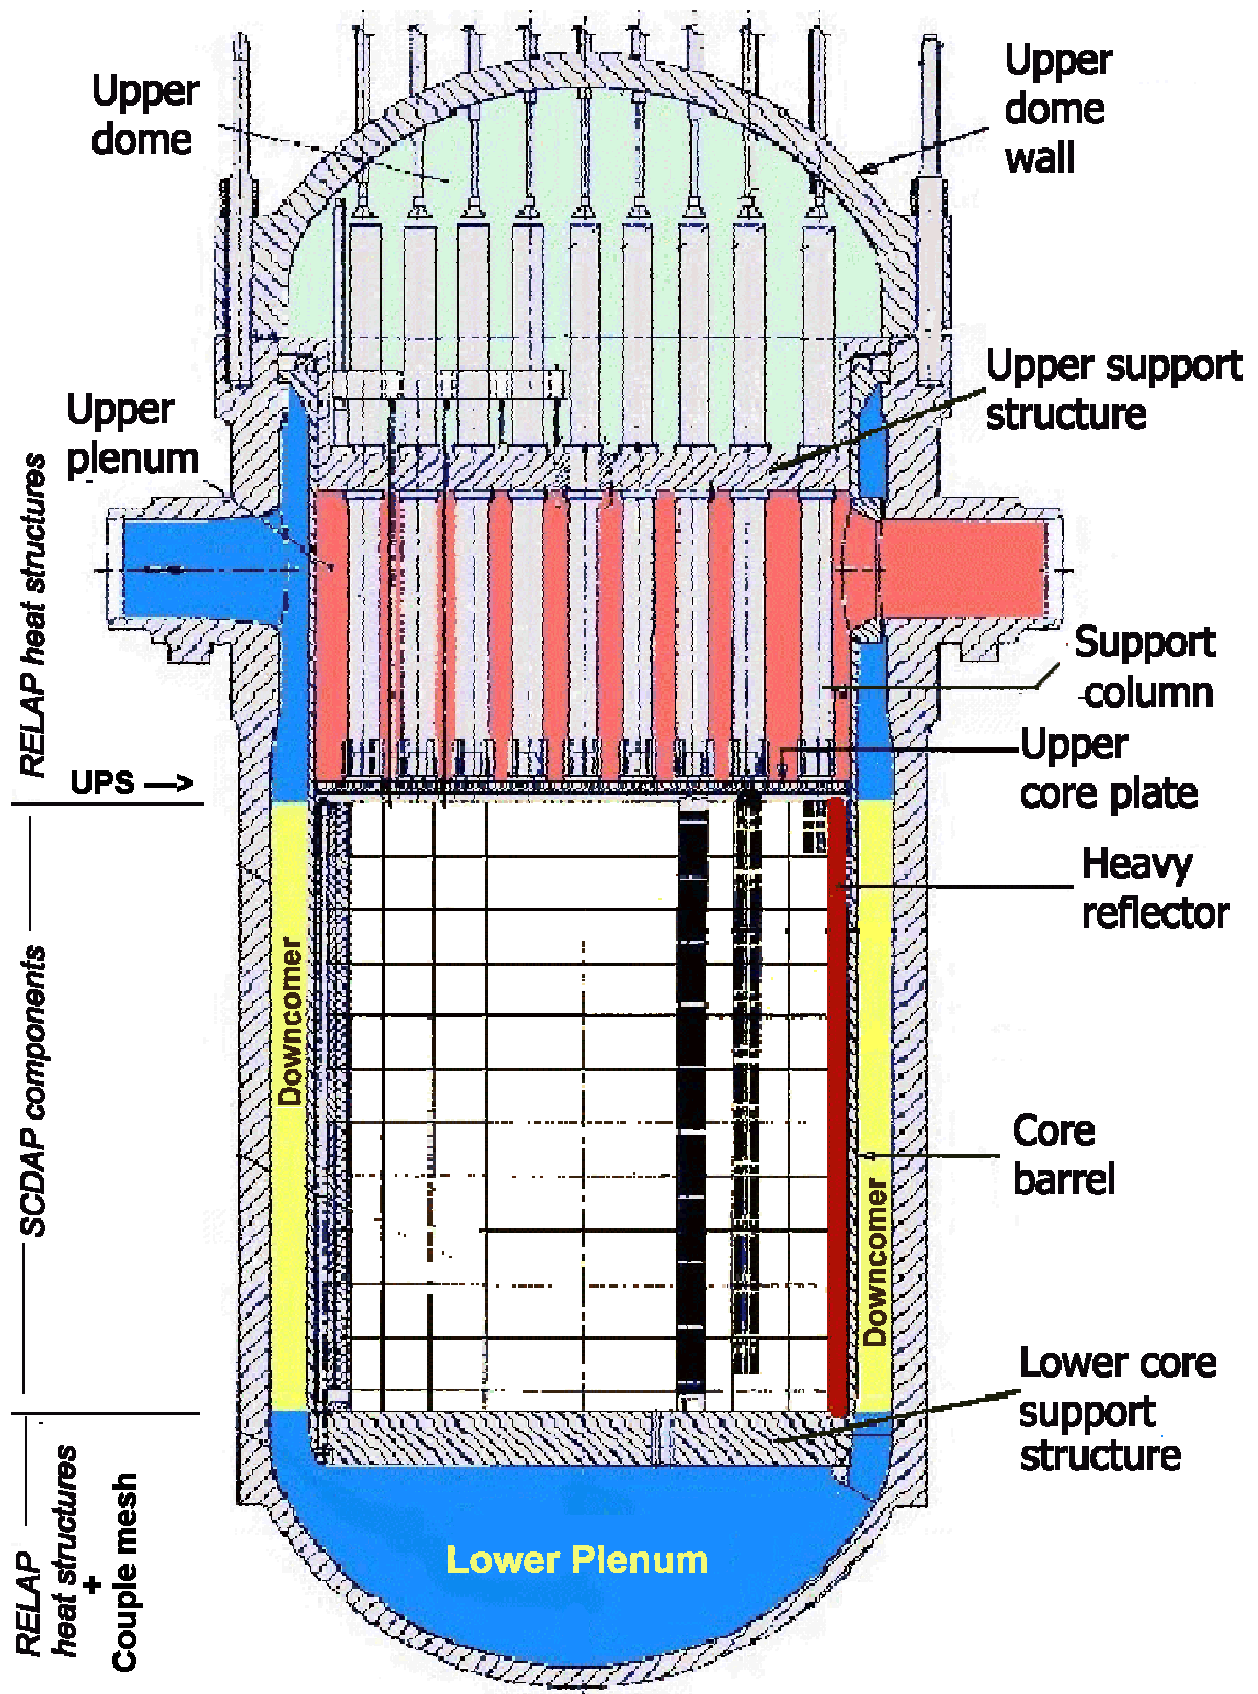 Upper
dome
Upper
dome
wall
Upper support
structure
Upper
plenum
RELAP heat structures
Support
column
UPS —>
Upper
core plate
Heavy
reflector
SCDAP components
Downcomer
Core
barrel
Downcomer
Lower core
support
structure
RELAP
heat structures
+
Couple mesh
Lower Plenum